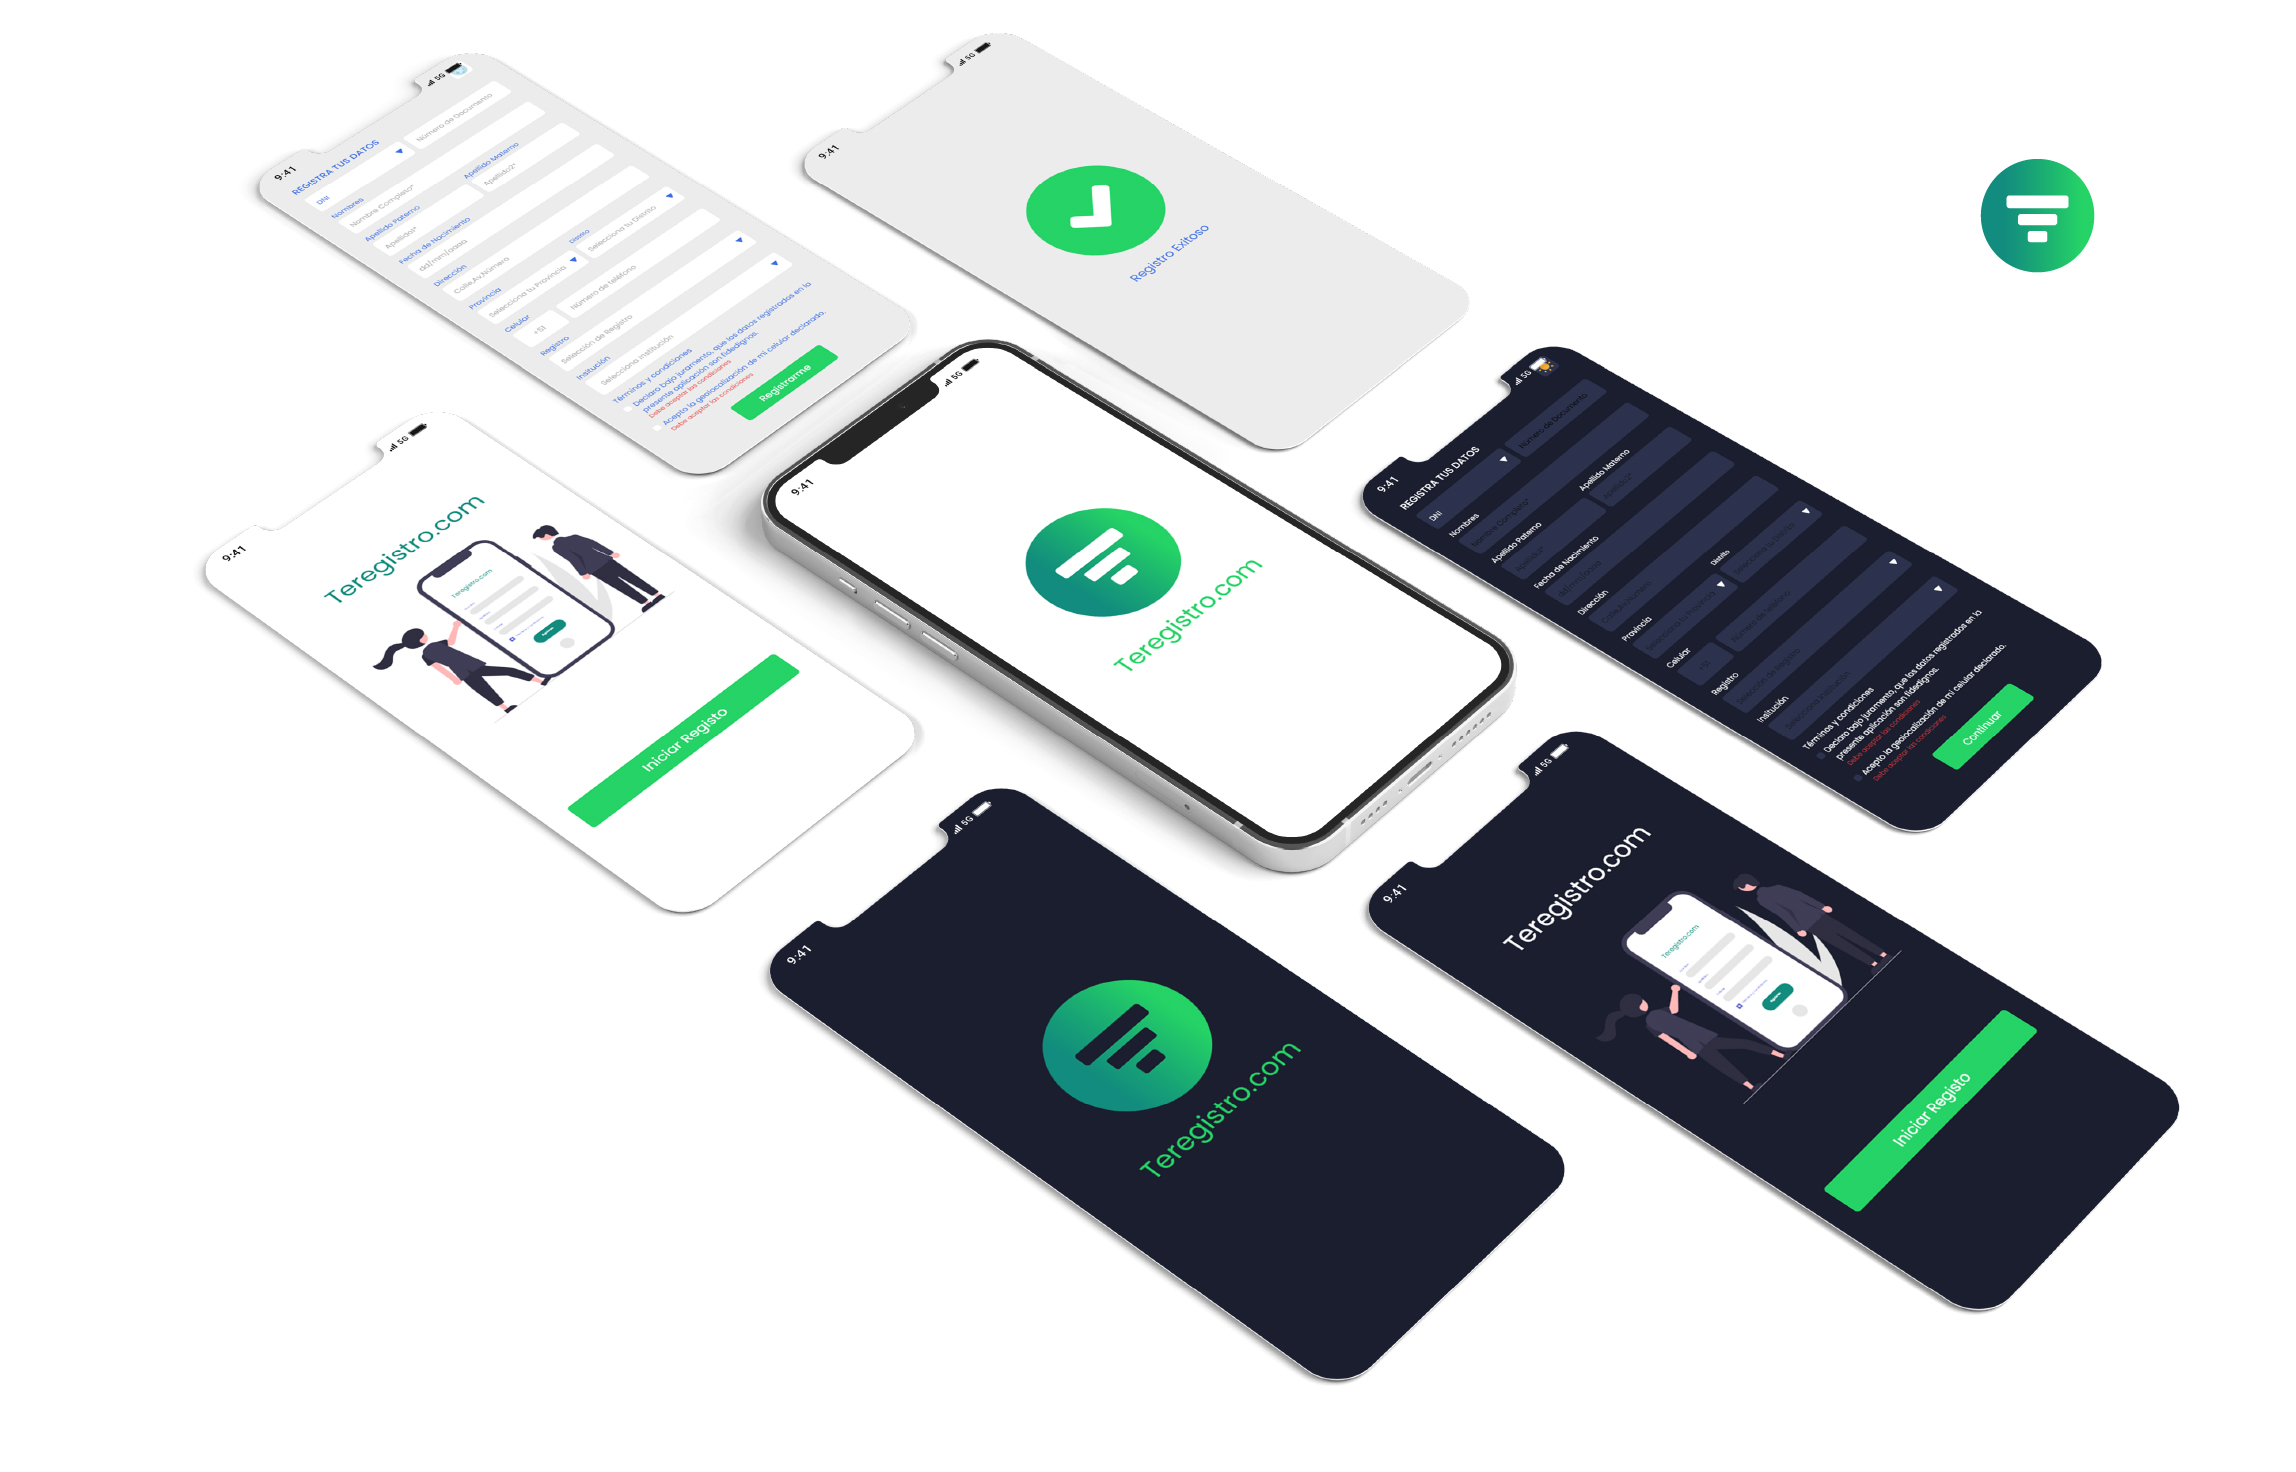 9:41
5G
REGISTRA TUS DATOS
DNI
Número de Documento
Nombres
Nombre Completo*
Apellido Paterno
Apellido Materno
Apellido1*
Apellido2*
Fecha de Nacimiento
dd/mm/aaaa
Dirección
Calle,Av,Número
Provincia
Distrito
Selecciona tu Provincia
Selecciona tu Distrito
Celular
+51
Número de teléfono
Registro
Selección de Registro
Insitución
Selecciona Institución
Términos y condiciones
Declaro bajo juramento, que los datos registrados en la
presente aplicación son fidedignos.
Debe aceptar las condiciones
Acepto la geolocalización de mi celular declarado.
Debe aceptar las condiciones
Registrarme
9:41
5G
Registro Exitoso
9:41
5G
Teregistro.com
Teregistro.com
Iniciar Registo
9:41
5G
Teregistro.com
9:41
5G
REGISTRA TUS DATOS
DNI
Número de Documento
Nombres
Nombre Completo*
Apellido Paterno
Apellido Materno
Apellido1*
Apellido2*
Fecha de Nacimiento
dd/mm/aaaa
Dirección
Calle,Av,Número
Provincia
Distrito
Selecciona tu Provincia
Selecciona tu Distrito
Celular
+51
Número de teléfono
Registro
Selección de Registro
Insitución
Selecciona Institución
Términos y condiciones
Declaro bajo juramento, que los datos registrados en la
presente aplicación son fidedignos.
Debe aceptar las condiciones
Acepto la geolocalización de mi celular declarado.
Debe aceptar las condiciones
Continuar
9:41
5G
Teregistro.com
9:41
5G
Teregistro.com
Teregistro.com
Iniciar Registo